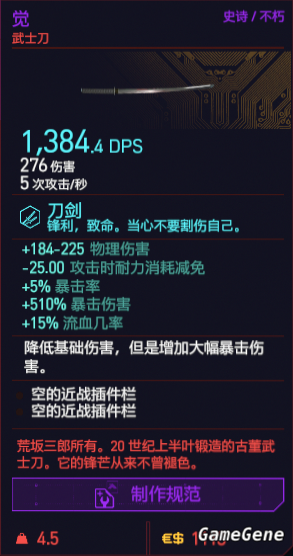 觉
史诗 / 不朽
武士刀
1,384.4 DPS
276 伤害
5 次攻击/秒
刀剑
锋利，致命。当心不要割伤自己。
+184-225 物理伤害
-25.00 攻击时耐力消耗减免
+5% 暴击率
+510% 暴击伤害
+15% 流血几率
降低基础伤害，但是增加大幅暴击伤
害。
空的近战插件栏
空的近战插件栏
荒坂三郎所有。20 世纪上半叶锻造的古董武
士刀。它的锋芒从来不曾褪色。
制作规范
4.5
€$
GameGene